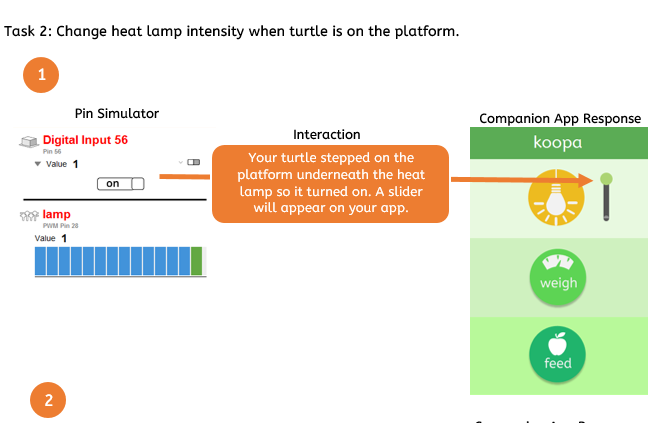 Task 2: Change heat lamp intensity when turtle is on the platform.
1
Pin Simulator
Digital Input 56
Pin 56
Value 1
on
lamp
PWM Pin 28
Value 1
Interaction
Your turtle stepped on the
platform underneath the heat
lamp so it turned on. A slider
will appear on your app.
Companion App Response
koopa
weigh
feed
2